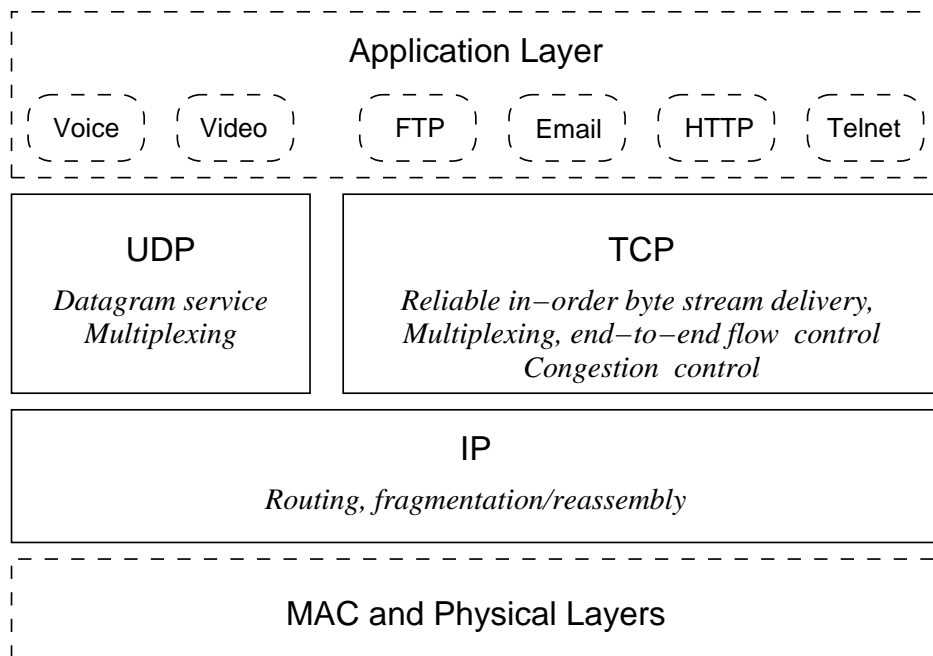 Application Layer
Voice Video FTP Email HTTP Telnet
UDP
Datagram service
Multiplexing
TCP
Reliable in−order byte stream delivery,
Multiplexing, end−to−end flow control
Congestion control
IP
Routing, fragmentation/reassembly
MAC and Physical Layers